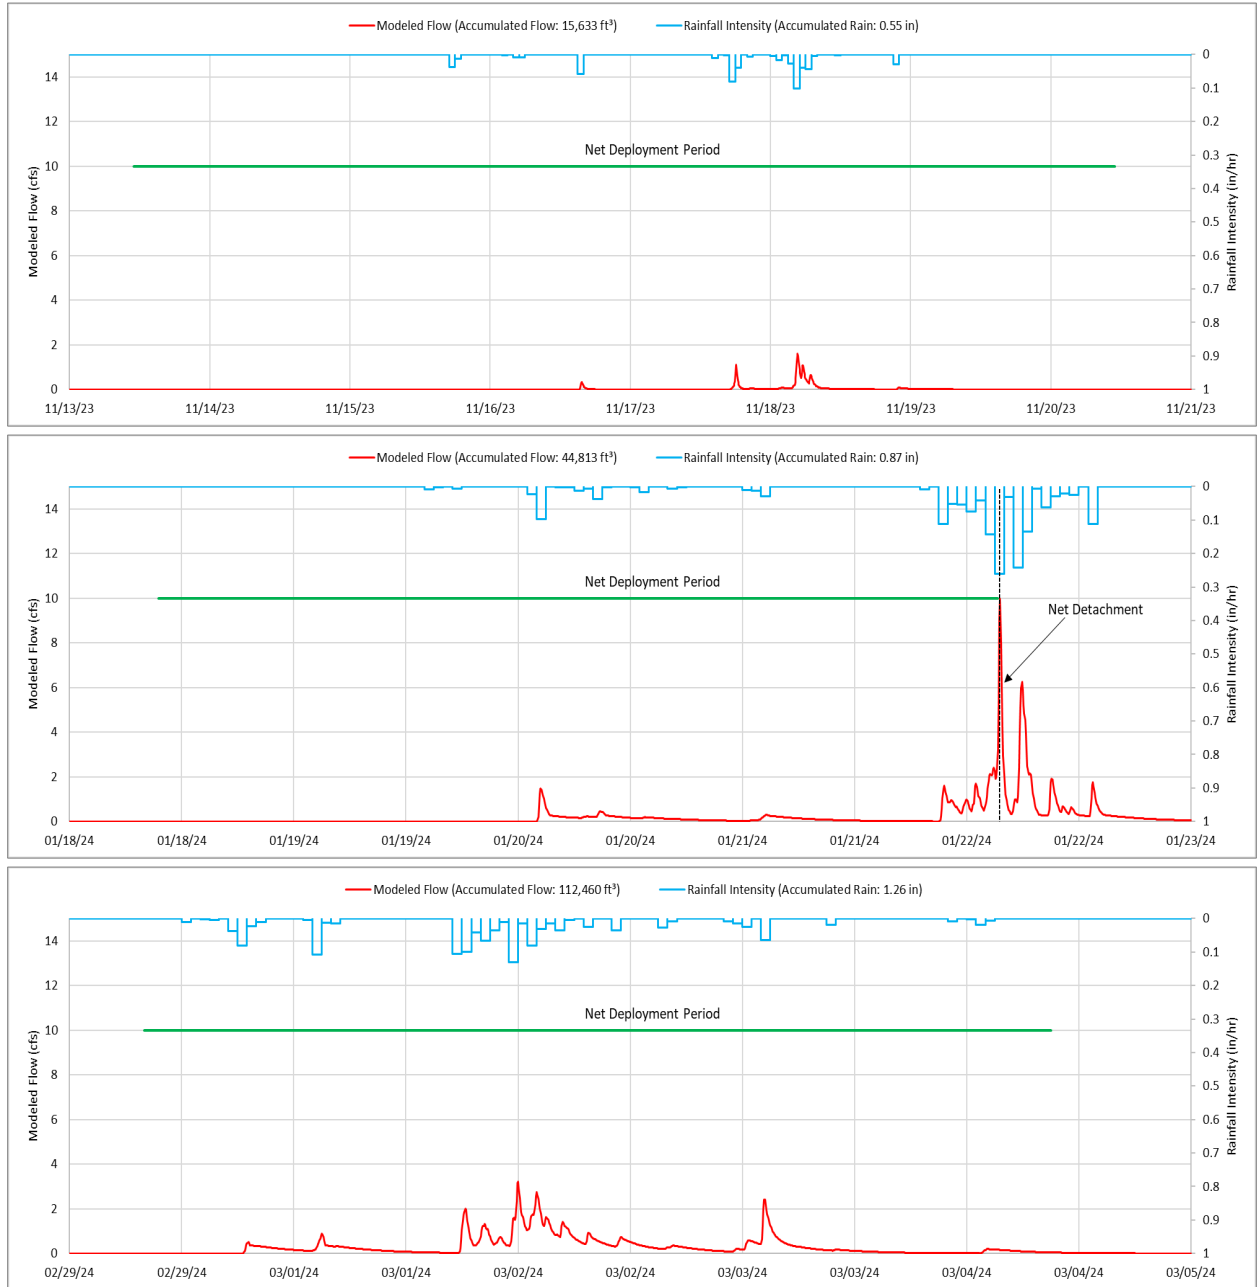 Modeled Flow (Accumulated Flow: 15,633 ft³) Rainfall Intensity (Accumulated Rain: 0.55 in)
14 0
12 0.1
10 0.2
8 0.3
6 0.4
4 0.5
2 0.6
0 0.7
0.8
0.9
1
Modeled Flow (cfs)
Net Deployment Period
Rainfall Intensity (in/hr)
11/13/23 11/14/23 11/15/23 11/16/23 11/17/23 11/18/23 11/19/23 11/20/23 11/21/23
Modeled Flow (Accumulated Flow: 44,813 ft³) Rainfall Intensity (Accumulated Rain: 0.87 in)
14 0
12 0.1
10 0.2
8 0.3
6 0.4
4 0.5
2 0.6
0 0.7
0.8
0.9
1
Modeled Flow (cfs)
Net Deployment Period
Net Detachment
Rainfall Intensity (in/hr)
01/18/24 01/18/24 01/19/24 01/19/24 01/20/24 01/20/24 01/21/24 01/21/24 01/22/24 01/22/24 01/23/24
Modeled Flow (Accumulated Flow: 112,460 ft³) Rainfall Intensity (Accumulated Rain: 1.26 in)
14 0
12 0.1
10 0.2
8 0.3
6 0.4
4 0.5
2 0.6
0 0.7
0.8
0.9
1
Modeled Flow (cfs)
Net Deployment Period
Rainfall Intensity (in/hr)
02/29/24 02/29/24 03/01/24 03/01/24 03/02/24 03/02/24 03/03/24 03/03/24 03/04/24 03/04/24 03/05/24